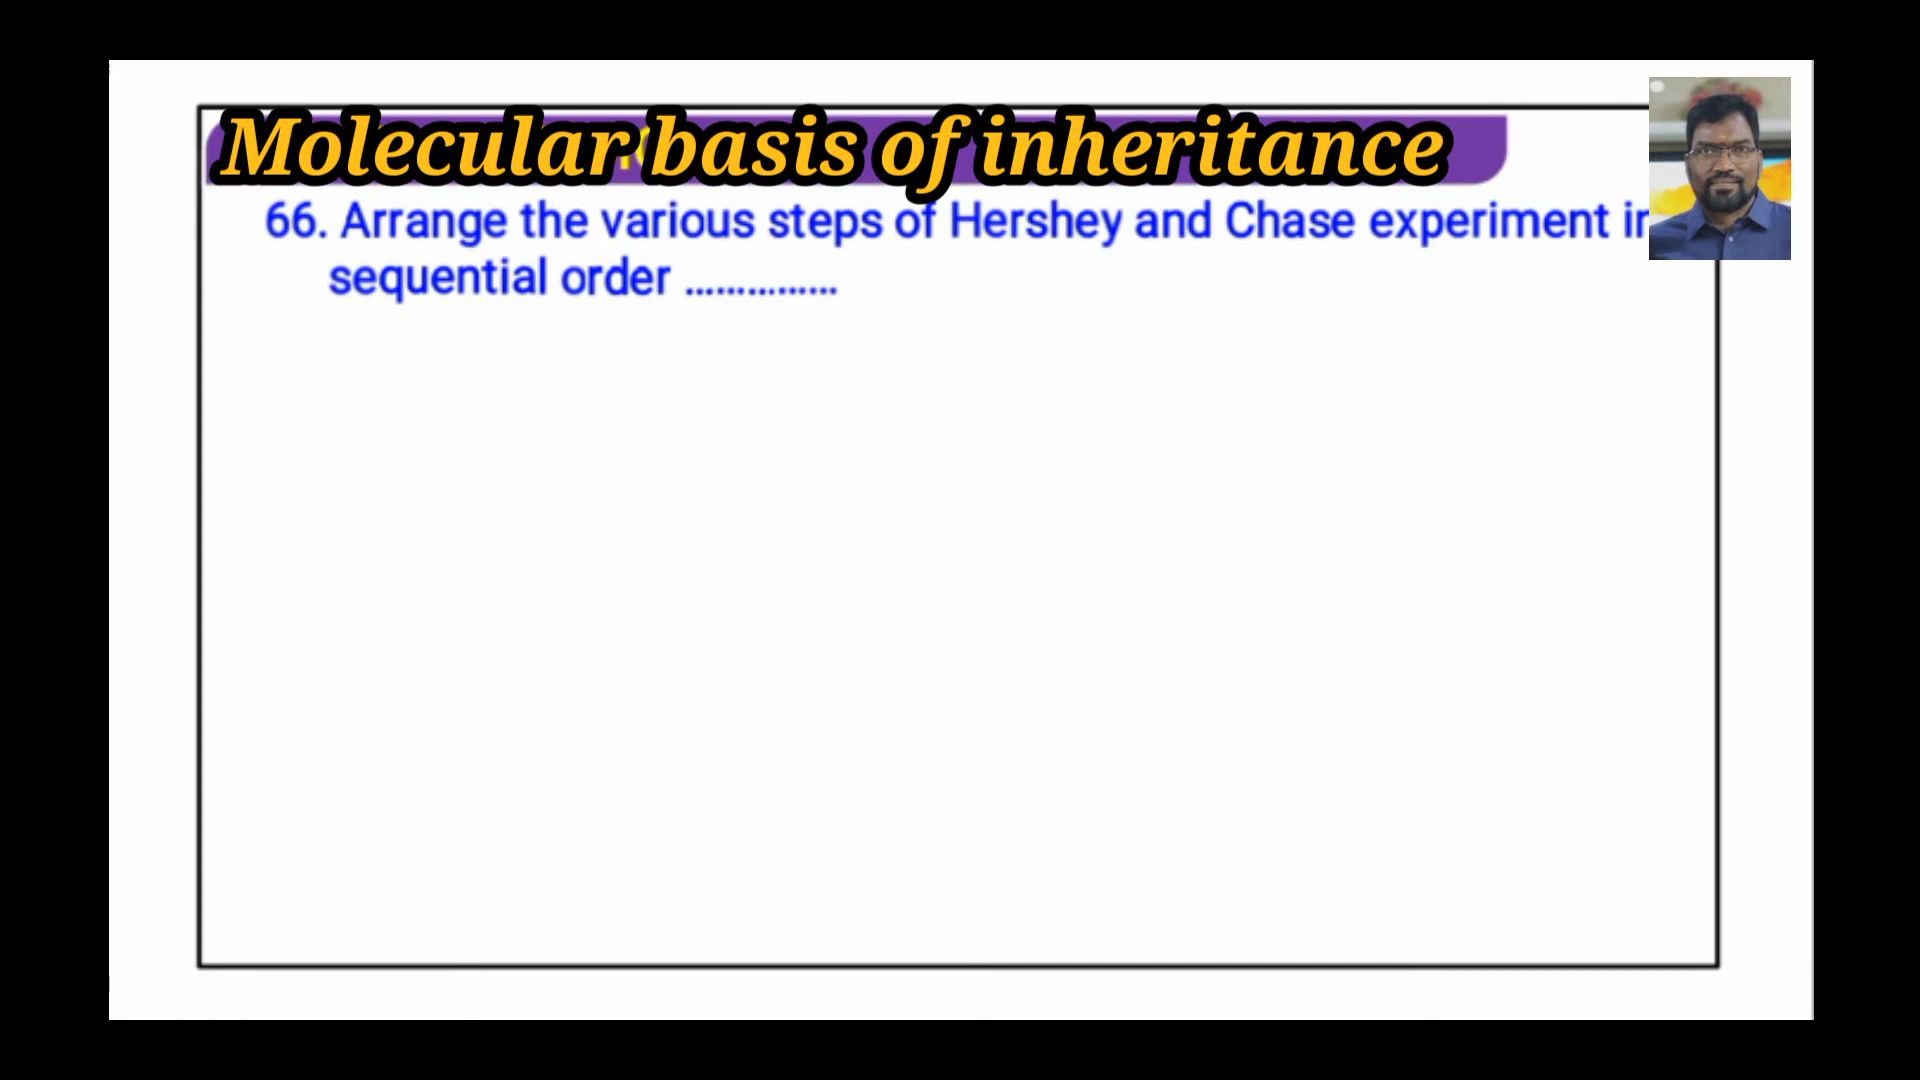 Molecular basis of inheritance
66. Arrange the various steps of Hershey and Chase experiment in
sequential order ...............